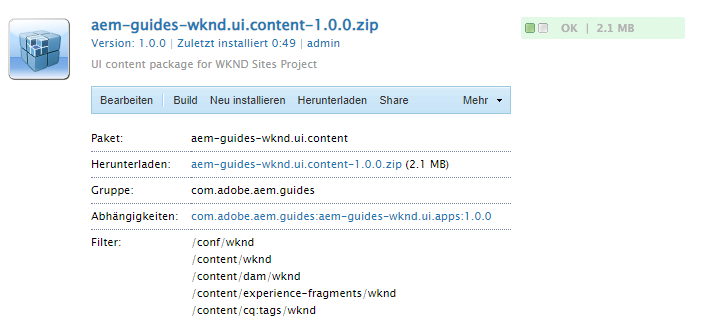 aem-guides-wknd.ui.content-1.0.0.zip
OK | 2.1 MB
Version: 1.0.0 | Zuletzt installiert 0:49 | admin
UI content package for WKND Sites Project
Bearbeiten Build Neu installieren Herunterladen Share Mehr
Paket: aem-guides-wknd.ui.content
Herunterladen: aem-guides-wknd.ui.content-1.0.0.zip (2.1 MB)
Gruppe: com.adobe.aem.guides
Abhängigkeiten: com.adobe.aem.guides:aem-guides-wknd.ui.apps:1.0.0
Filter: /conf/wknd
/content/wknd
/content/dam/wknd
/content/experience-fragments/wknd
/content/cq:tags/wknd